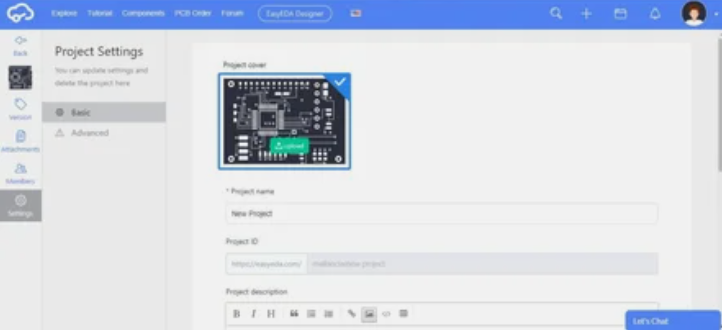 Explore Tutorial Components PCB Order Forum EasyEDA Designer
Back
Version
Attachments
Members
Settings
Project Settings
You can update settings and
delete the project here
Basic
Advanced
Project cover
upload
* Project name
New Project
Project ID
https://easyeda.com/
Project description
B I H
Let's Chat